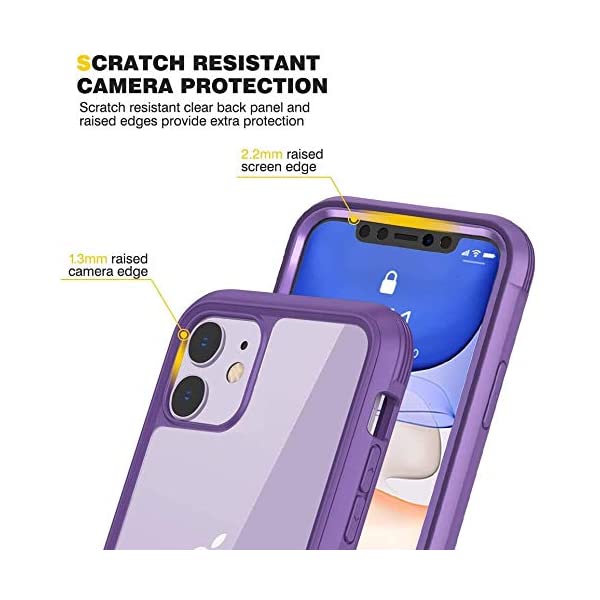 SCRATCH RESISTANT
CAMERA PROTECTION
Scratch resistant clear back panel and
raised edges provide extra protection
2.2mm raised
screen edge
1.3mm raised
camera edge